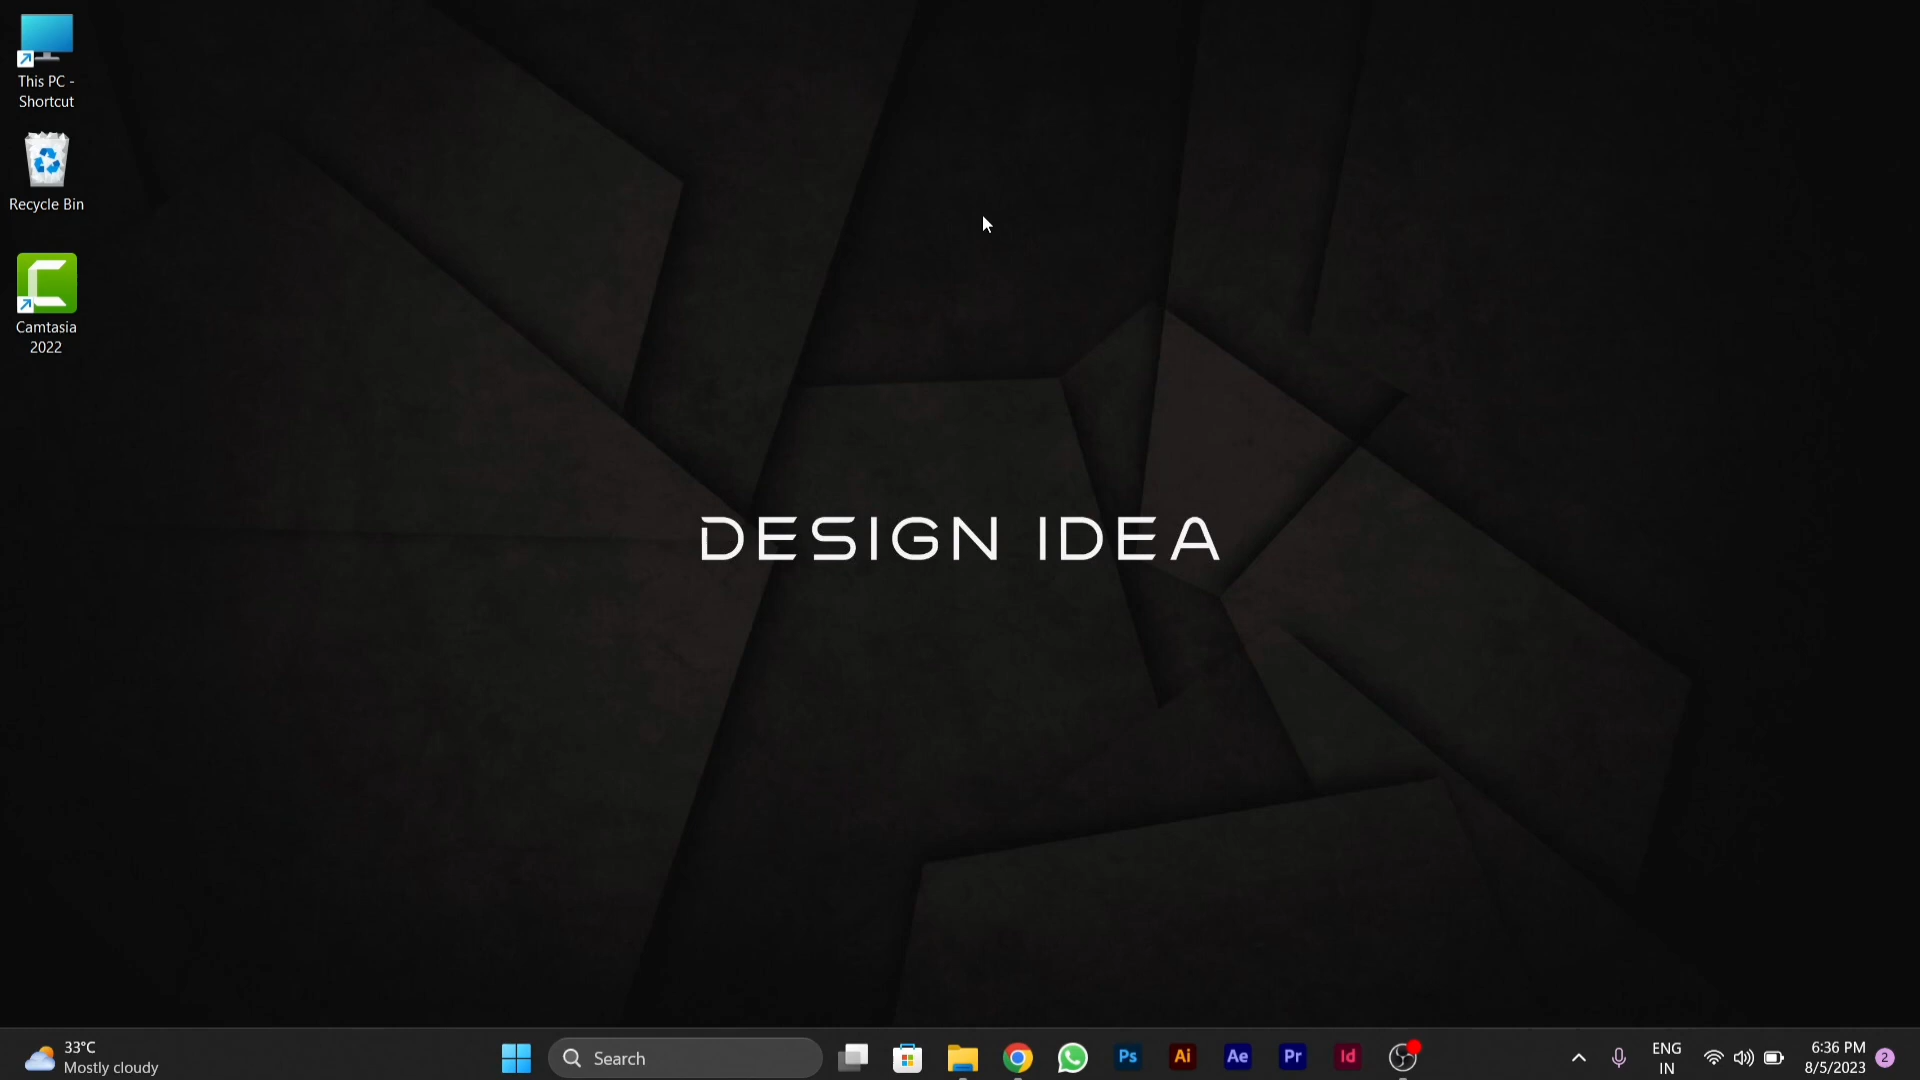 This PC -
Shortcut
Recycle Bin
Camtasia
2022
DESIGN IDEA
33°C
Mostly cloudy
Search
Ps
Ai
Ae
Pr
Id
ENG
IN
6:36 PM
8/5/2023
2